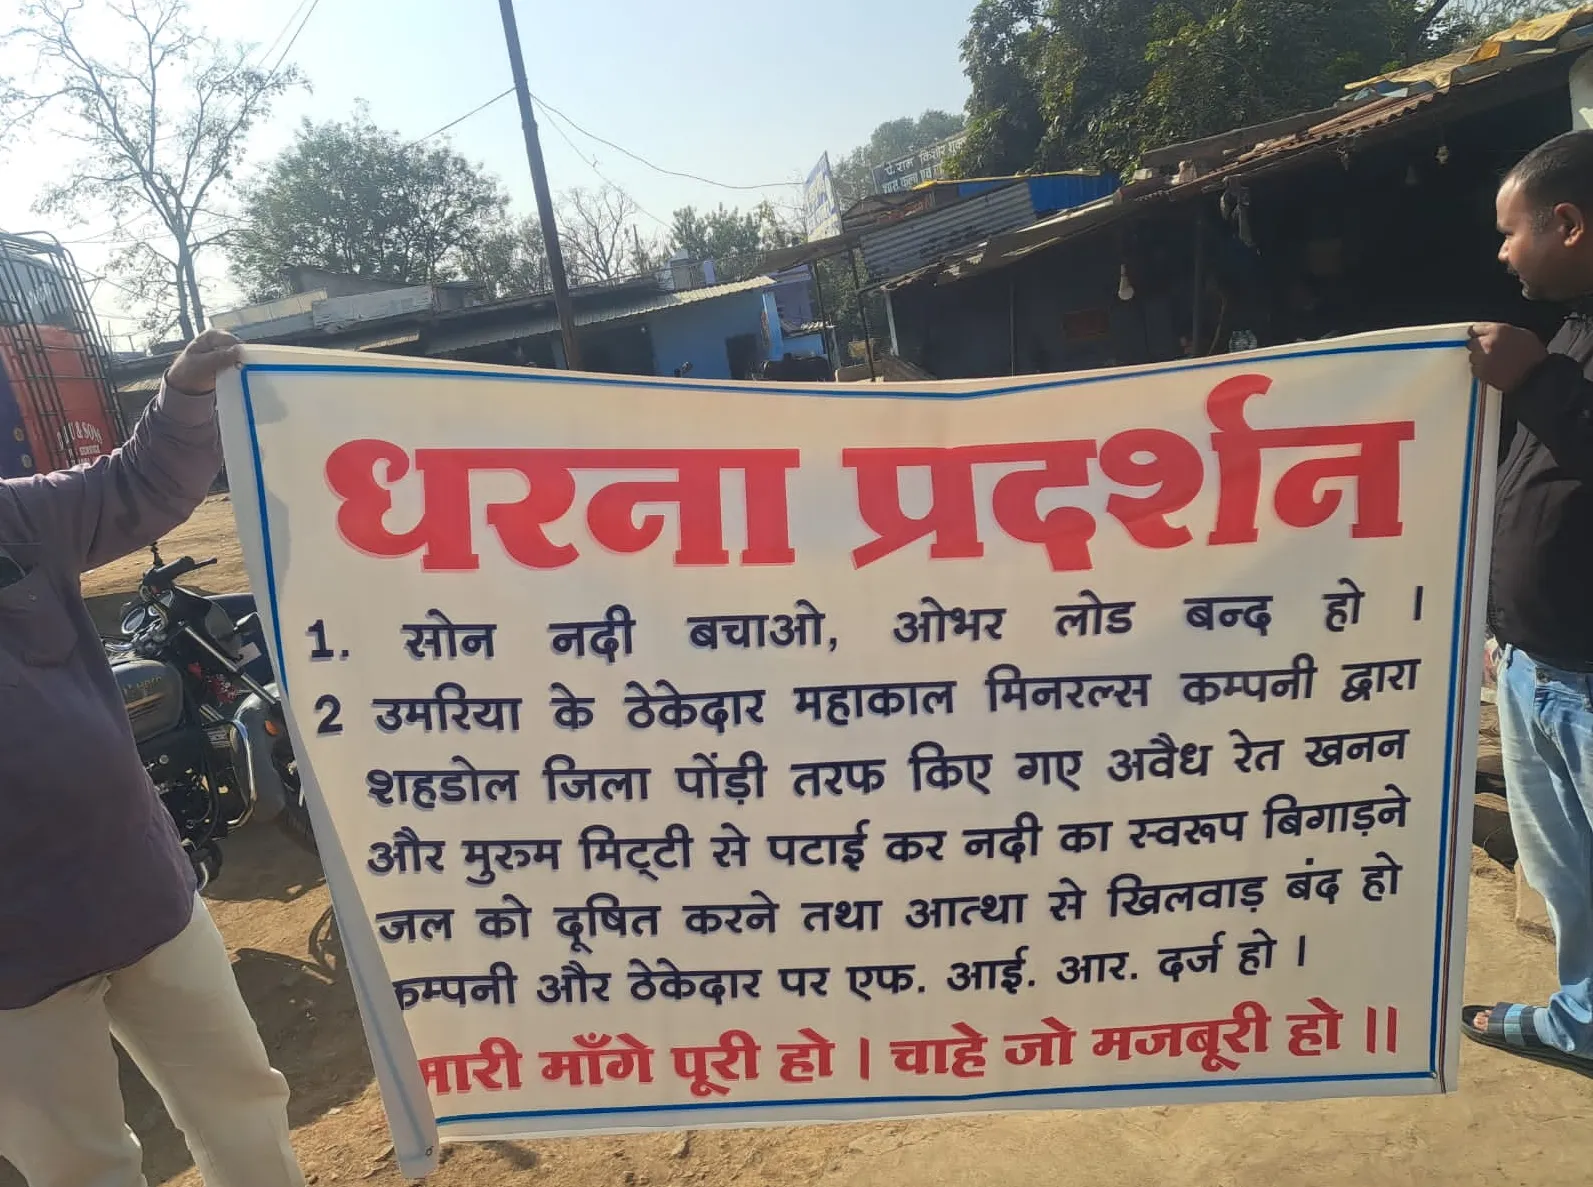 पं. राम किशोर
धरना प्रदर्शन
1. सोन नदी बचाओ, ओभर लोड बन्द हो ।
2 उमरिया के ठेकेदार महाकाल मिनरल्स कम्पनी द्वारा
शहडोल जिला पोंड़ी तरफ किए गए अवैध रेत खनन
और मुरुम मिट्टी से पटाई कर नदी का स्वरूप बिगाड़ने
जल को दूषित करने तथा आत्था से खिलवाड़ बंद हो
कम्पनी और ठेकेदार पर एफ. आई. आर. दर्ज हो ।
मारी माँगे पूरी हो । चाहे जो मजबूरी हो ।।
U & SONS